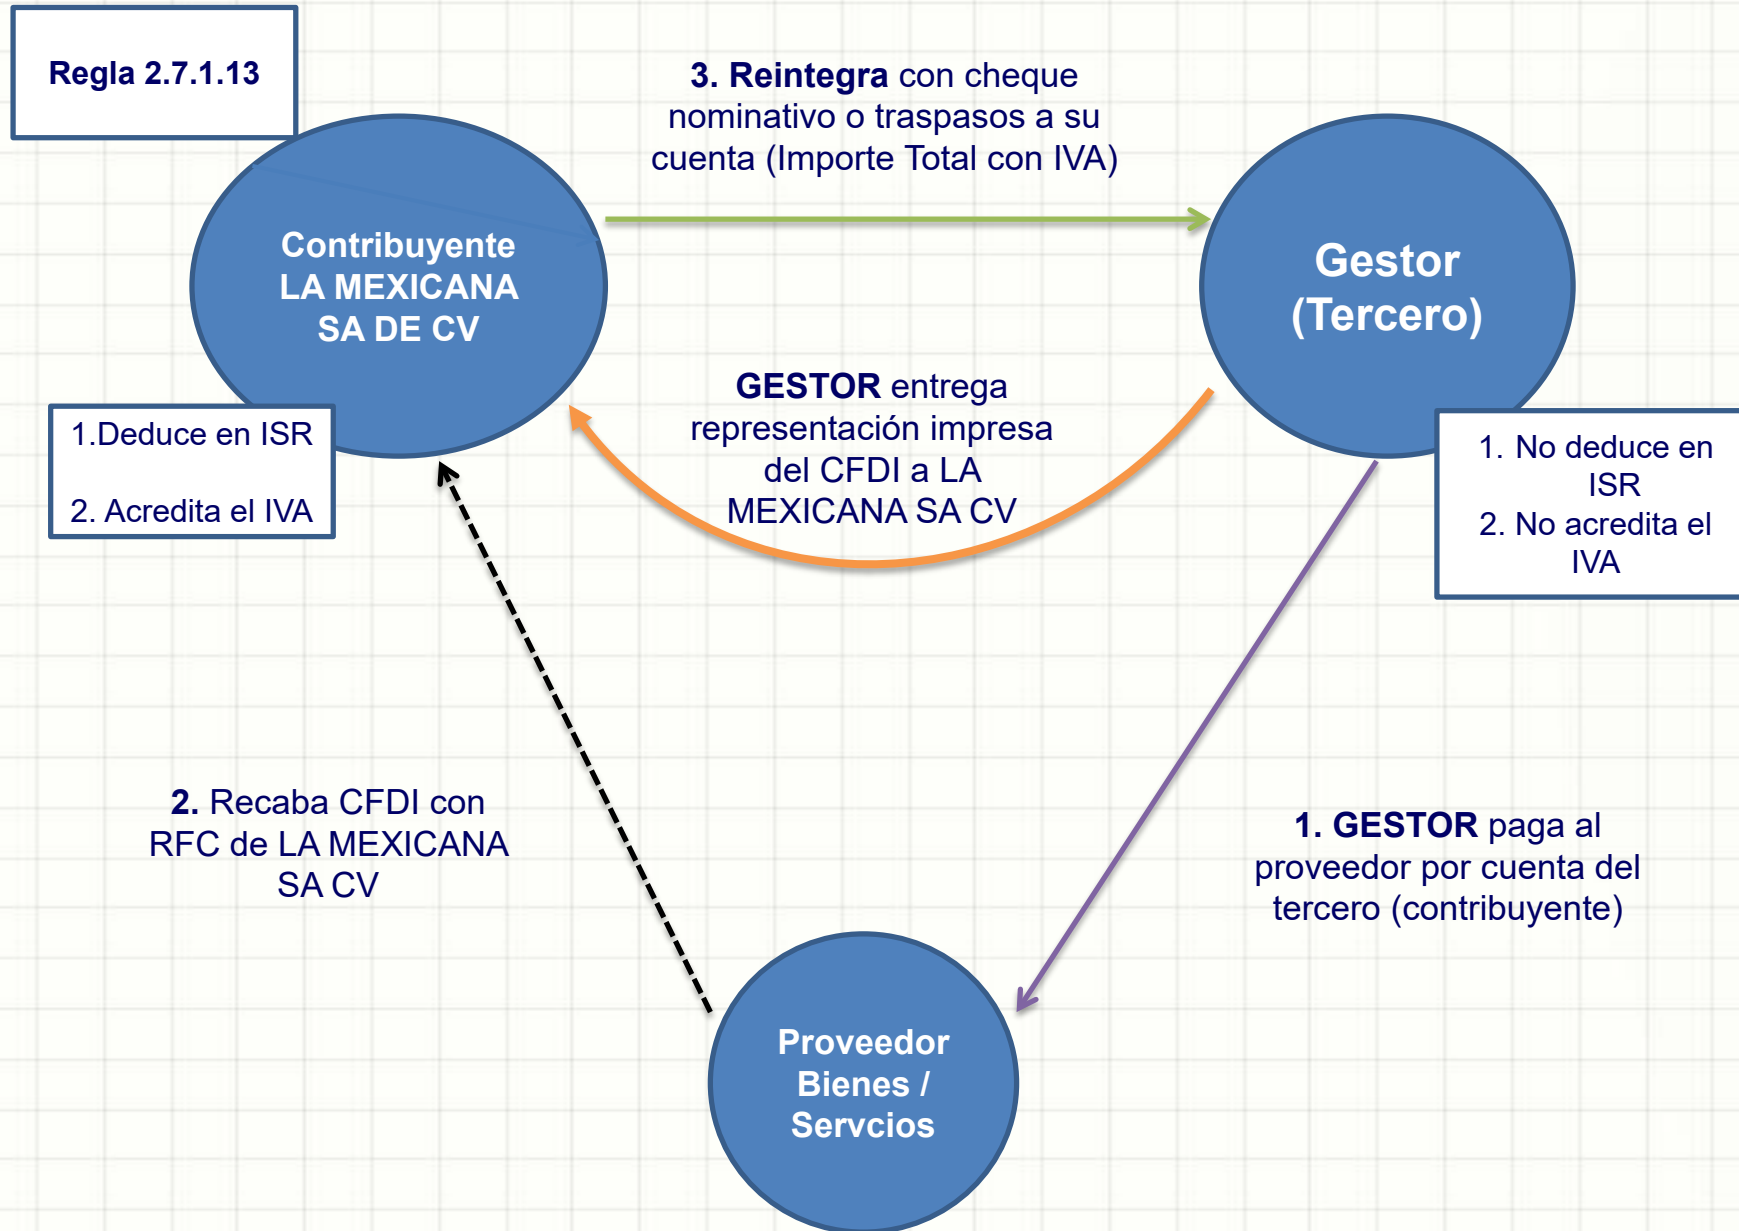 Regla 2.7.1.13
3. Reintegra con cheque
nominativo o traspasos a su
cuenta (Importe Total con IVA)
Contribuyente
LA MEXICANA
SA DE CV
Gestor
(Tercero)
GESTOR entrega
representación impresa
del CFDI a LA
MEXICANA SA CV
1.Deduce en ISR
2. Acredita el IVA
1. No deduce en
ISR
2. No acredita el
IVA
2. Recaba CFDI con
RFC de LA MEXICANA
SA CV
1. GESTOR paga al
proveedor por cuenta del
tercero (contribuyente)
Proveedor
Bienes /
Servcios